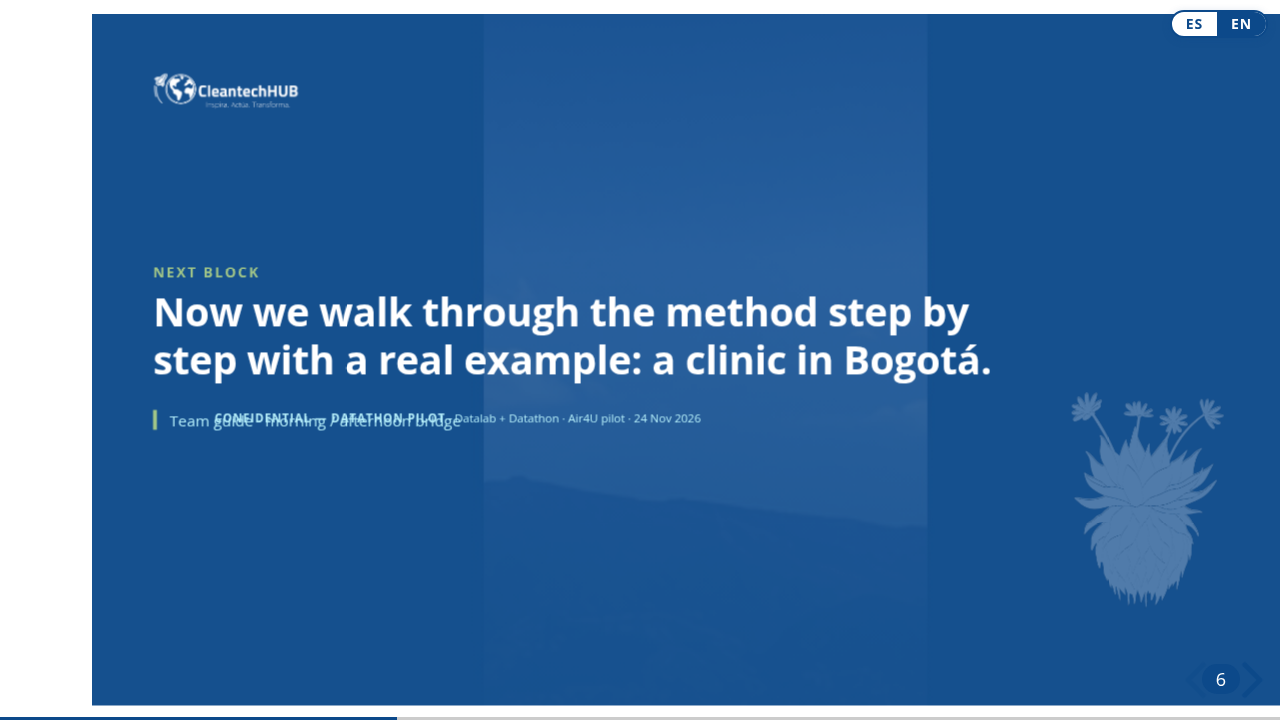 ES EN
CleantechHUB
Inspira. Actúa. Transforma.
NEXT BLOCK
Now we walk through the method step by
step with a real example: a clinic in Bogotá.
CONFIDENTIAL — DATATHON PILOT · Datalab + Datathon · Air4U pilot · 24 Nov 2026
Team guide · morning / afternoon bridge
6